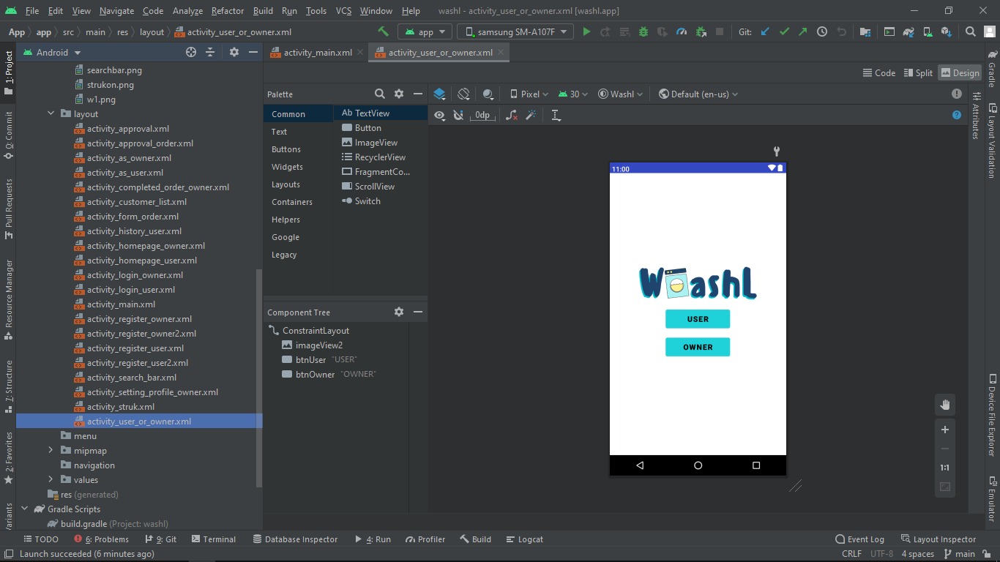 File Edit View Navigate Code Analyze Refactor Build Run Tools VCS Window Help washl - activity_user_or_owner.xml [washl.app]
App app src main res layout activity_user_or_owner.xml app samsung SM-A107F Git:
Android activity_main.xml activity_user_or_owner.xml
1: Project
0: Commit
Pull Requests
Resource Manager
7: Structure
2: Favorites
/ariants
searchbar.png
strukon.png
w1.png
layout
activity_approval.xml
activity_approval_order.xml
activity_as_owner.xml
activity_as_user.xml
activity_completed_order_owner.xml
activity_customer_list.xml
activity_form_order.xml
activity_history_user.xml
activity_homepage_owner.xml
activity_homepage_user.xml
activity_login_owner.xml
activity_login_user.xml
activity_main.xml
activity_register_owner.xml
activity_register_owner2.xml
activity_register_user.xml
activity_register_user2.xml
activity_search_bar.xml
activity_setting_profile_owner.xml
activity_struk.xml
activity_user_or_owner.xml
menu
mipmap
navigation
values
res (generated)
Gradle Scripts
build.gradle (Project: washl)
Code Split Design
Palette
Common
Text
Buttons
Widgets
Layouts
Containers
Helpers
Google
Legacy
Ab TextView
Button
ImageView
RecyclerView
FragmentCo...
ScrollView
Switch
Component Tree
ConstraintLayout
imageView2
btnUser "USER"
btnOwner "OWNER"
Pixel 30 Washl Default (en-us)
0dp
11:00
WashL
USER
OWNER
1:1
Attributes
Gradle
Layout Validation
Device File Explorer
Emulator
TODO 6: Problems 9: Git Terminal Database Inspector 4: Run Profiler Build Logcat Event Log Layout Inspector
Launch succeeded (6 minutes ago) CRLF UTF-8 4 spaces main